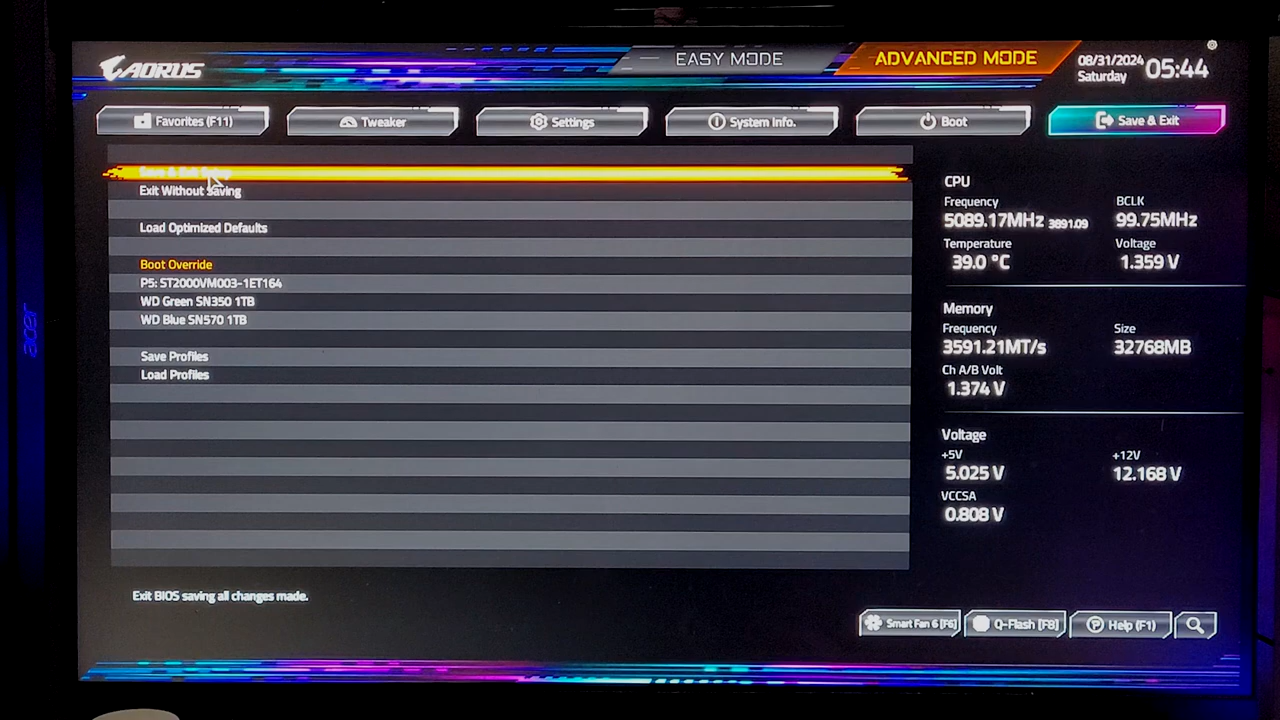 AORUS
EASY MODE
ADVANCED MODE
08/31/2024
Saturday
05:44
Favorites (F11)
Tweaker
Settings
System Info.
Boot
Save & Exit
Save & Exit Setup
Exit Without Saving
Load Optimized Defaults
Boot Override
P5: ST2000VM003-1ET164
WD Green SN350 1TB
WD Blue SN570 1TB
Save Profiles
Load Profiles
CPU
Frequency BCLK
5089.17MHz 3891.09 99.75MHz
Temperature Voltage
39.0 °C 1.359 V
Memory
Frequency Size
3591.21MT/s 32768MB
Ch A/B Volt
1.374 V
Voltage
+5V +12V
5.025 V 12.168 V
VCCSA
0.808 V
Exit BIOS saving all changes made.
Smart Fan 6 [F6]
Q-Flash [F8]
Help (F1)
acer